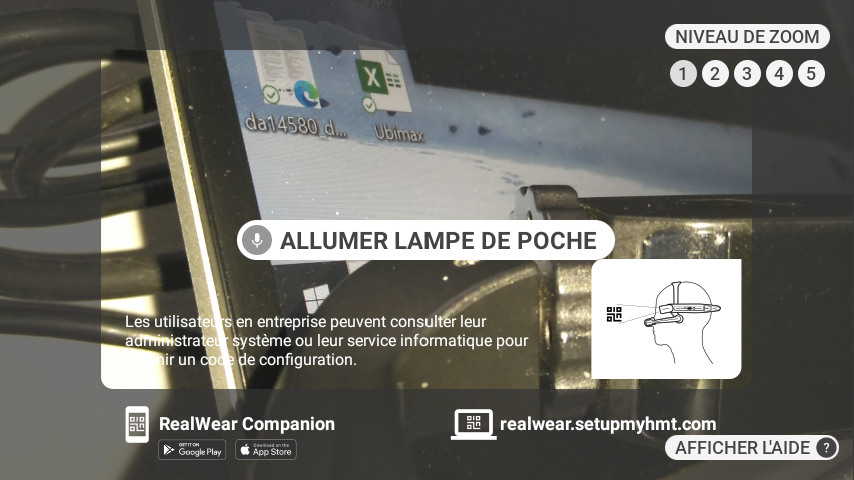 NIVEAU DE ZOOM
1 2 3 4 5
da14580_d...
Ubimax
ALLUMER LAMPE DE POCHE
Les utilisateurs en entreprise peuvent consulter leur
administrateur système ou leur service informatique pour
un code de configuration.
RealWear Companion
GET IT ON
Google Play
Download on the
App Store
realwear.setupmyhmt.com
AFFICHER L'AIDE ?